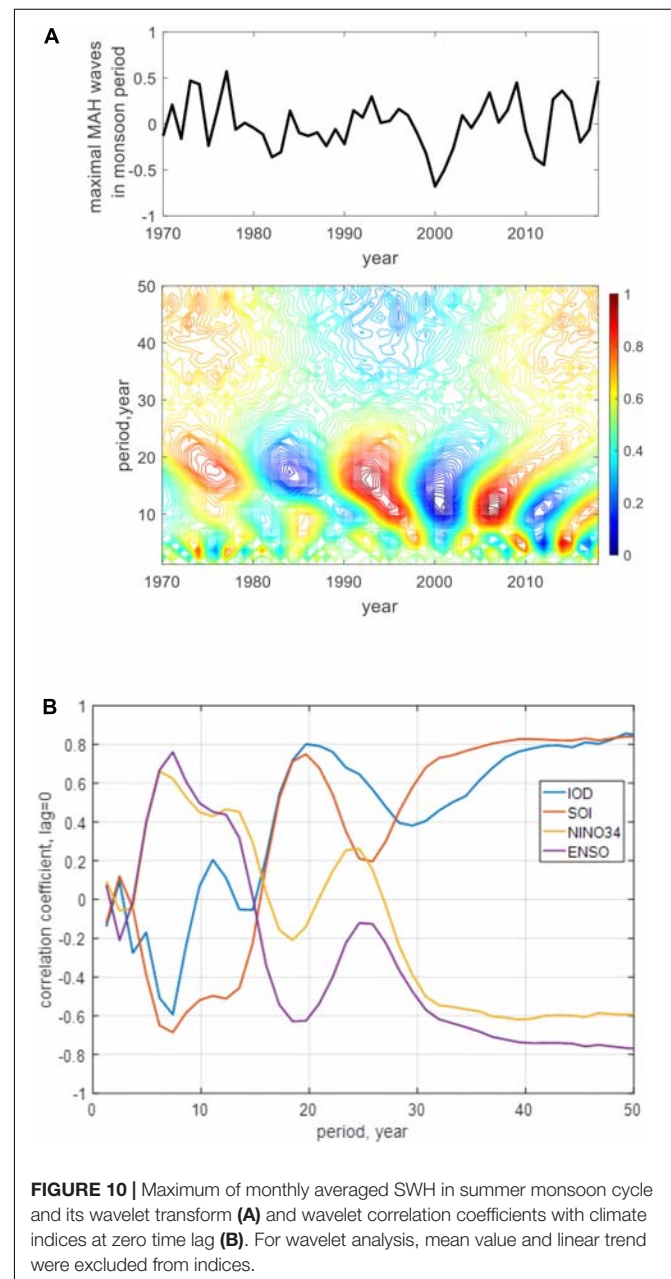 A
maximal MAH waves
in monsoon period
1
0.5
0
-0.5
-1
1970
1980
1990
2000
2010
year
period,year
50
40
30
20
10
1970
1980
1990
2000
2010
year
1
0.8
0.6
0.4
0.2
0
B
correlation coefficient, lag=0
1
0.8
0.6
0.4
0.2
0
-0.2
-0.4
-0.6
-0.8
-1
IOD
SOI
NINO34
ENSO
0
10
20
30
40
50
period, year
FIGURE 10 | Maximum of monthly averaged SWH in summer monsoon cycle
and its wavelet transform (A) and wavelet correlation coefficients with climate
indices at zero time lag (B). For wavelet analysis, mean value and linear trend
were excluded from indices.